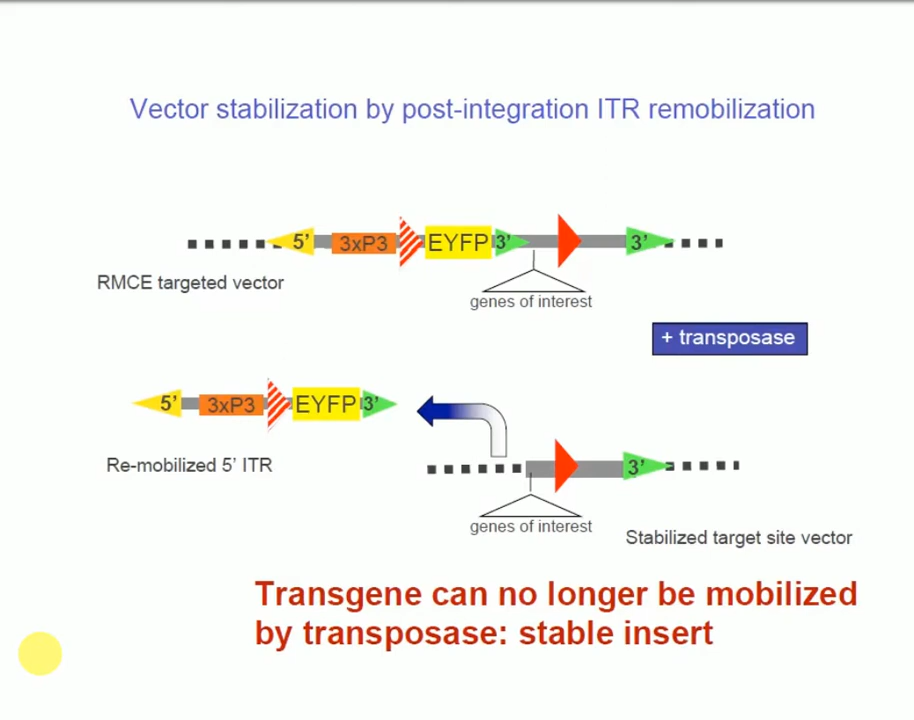 Vector stabilization by post-integration ITR remobilization
5’ 3xP3 EYFP 3’ 3’
RMCE targeted vector
genes of interest
+ transposase
5’ 3xP3 EYFP 3’
Re-mobilized 5’ ITR
3’
genes of interest
Stabilized target site vector
Transgene can no longer be mobilized
by transposase: stable insert